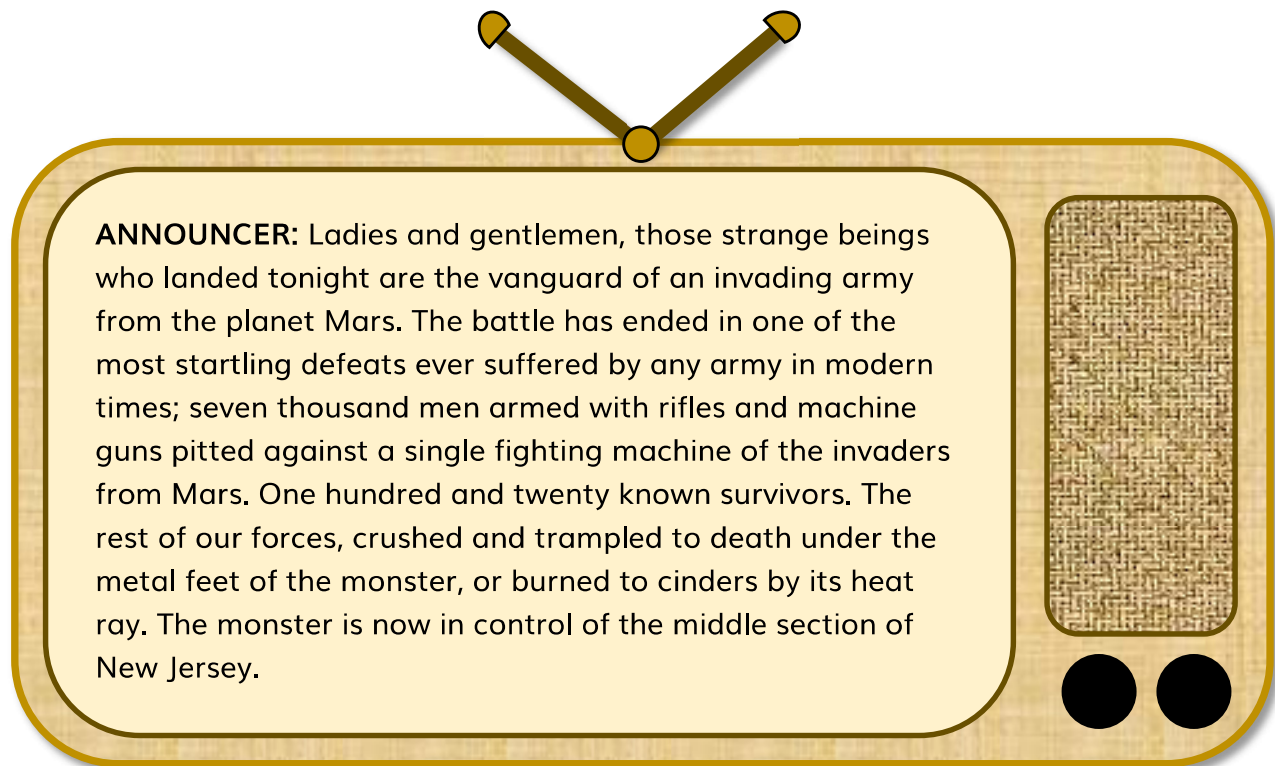 ANNOUNCER: Ladies and gentlemen, those strange beings
who landed tonight are the vanguard of an invading army
from the planet Mars. The battle has ended in one of the
most startling defeats ever suffered by any army in modern
times; seven thousand men armed with rifles and machine
guns pitted against a single fighting machine of the invaders
from Mars. One hundred and twenty known survivors. The
rest of our forces, crushed and trampled to death under the
metal feet of the monster, or burned to cinders by its heat
ray. The monster is now in control of the middle section of
New Jersey.